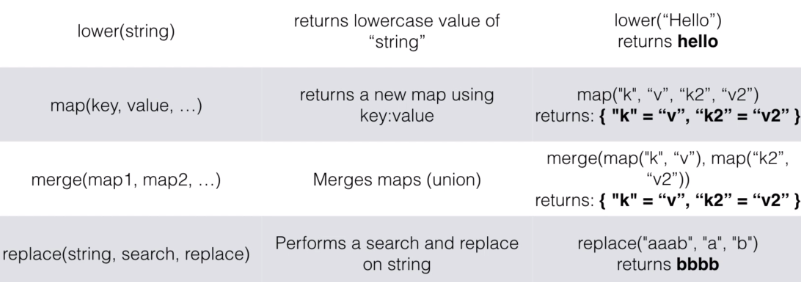 lower(string)
returns lowercase value of
“string”
lower(“Hello”)
returns hello
map(key, value, …)
returns a new map using
key:value
map("k", “v”, “k2”, “v2”)
returns: { "k" = “v”, “k2” = “v2” }
merge(map1, map2, …)
Merges maps (union)
merge(map("k", “v”), map(“k2”,
“v2”))
returns: { "k" = “v”, “k2” = “v2” }
replace(string, search, replace)
Performs a search and replace
on string
replace("aaab", "a", "b")
returns bbbb